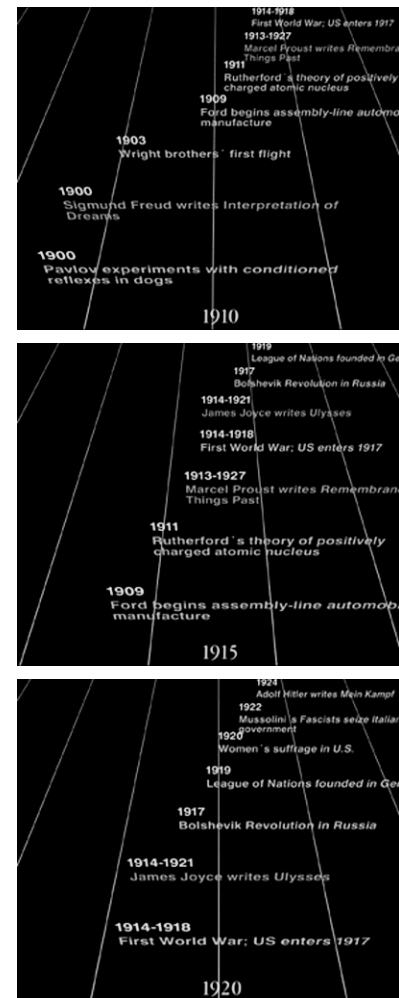 1914-1918
First World War; US enters 1917
1913-1927
Marcel Proust writes Remembra
Things Past
1911
Rutherford`s theory of positively
charged atomic nucleus
1909
Ford begins assembly-line automo
manufacture
1903
Wright brothers` first flight
1900
Sigmund Freud writes Interpretation of
Dreams
1900
Pavlov experiments with conditioned
reflexes in dogs
1910
1919
League of Nations founded in Ge
1917
Bolshevik Revolution in Russia
1914-1921
James Joyce writes Ulysses
1914-1918
First World War; US enters 1917
1913-1927
Marcel Proust writes Remembran
Things Past
1911
Rutherford`s theory of positively
charged atomic nucleus
1909
Ford begins assembly-line automob
manufacture
1915
1924
Adolf Hitler writes Mein Kampf
1922
Mussolini`s Fascists seize Italian
government
1920
Women`s suffrage in U.S.
1919
League of Nations founded in Ge
1917
Bolshevik Revolution in Russia
1914-1921
James Joyce writes Ulysses
1914-1918
First World War; US enters 1917
1920